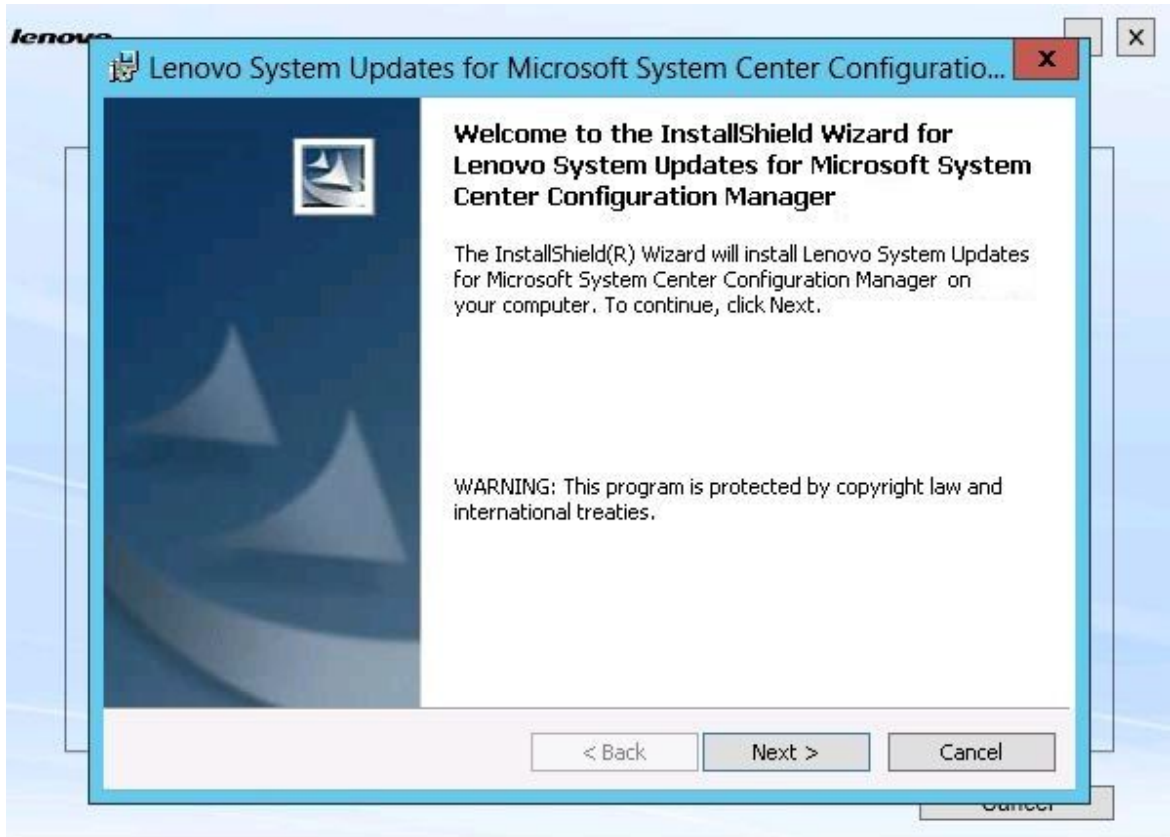 lenovo
Lenovo System Updates for Microsoft System Center Configuratio...
x
X
Welcome to the InstallShield Wizard for
Lenovo System Updates for Microsoft System
Center Configuration Manager
The InstallShield(R) Wizard will install Lenovo System Updates
for Microsoft System Center Configuration Manager on
your computer. To continue, click Next.
WARNING: This program is protected by copyright law and
international treaties.
< Back
Next >
Cancel
Cancel